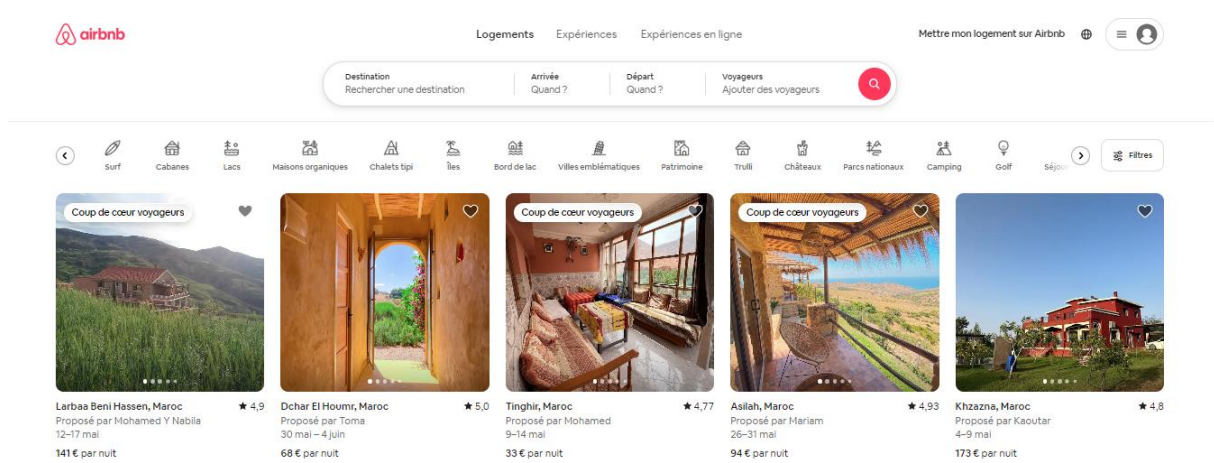 airbnb
Logements Expériences Expériences en ligne
Mettre mon logement sur Airbnb
Destination Arrivée Départ Voyageurs
Rechercher une destination Quand ? Quand ? Ajouter des voyageurs
Surf Cabanes Lacs Maisons organiques Chalets tipi Îles Bord de lac Villes emblématiques Patrimoine Trulli Châteaux Parcs nationaux Camping Golf Séjou
Filtres
Coup de cœur voyageurs Coup de cœur voyageurs Coup de cœur voyageurs
Larbaa Beni Hassen, Maroc ★ 4,9 Dchar El Houmr, Maroc ★ 5,0 Tinghir, Maroc ★ 4,77 Asilah, Maroc ★ 4,93 Khzazna, Maroc ★ 4,8
Proposé par Mohamed Y Nabila Proposé par Toma Proposé par Mohamed Proposé par Mariam Proposé par Kaoutar
12–17 mai 30 mai – 4 juin 9–14 mai 26–31 mai 4–9 mai
141 € par nuit 68 € par nuit 33 € par nuit 94 € par nuit 173 € par nuit